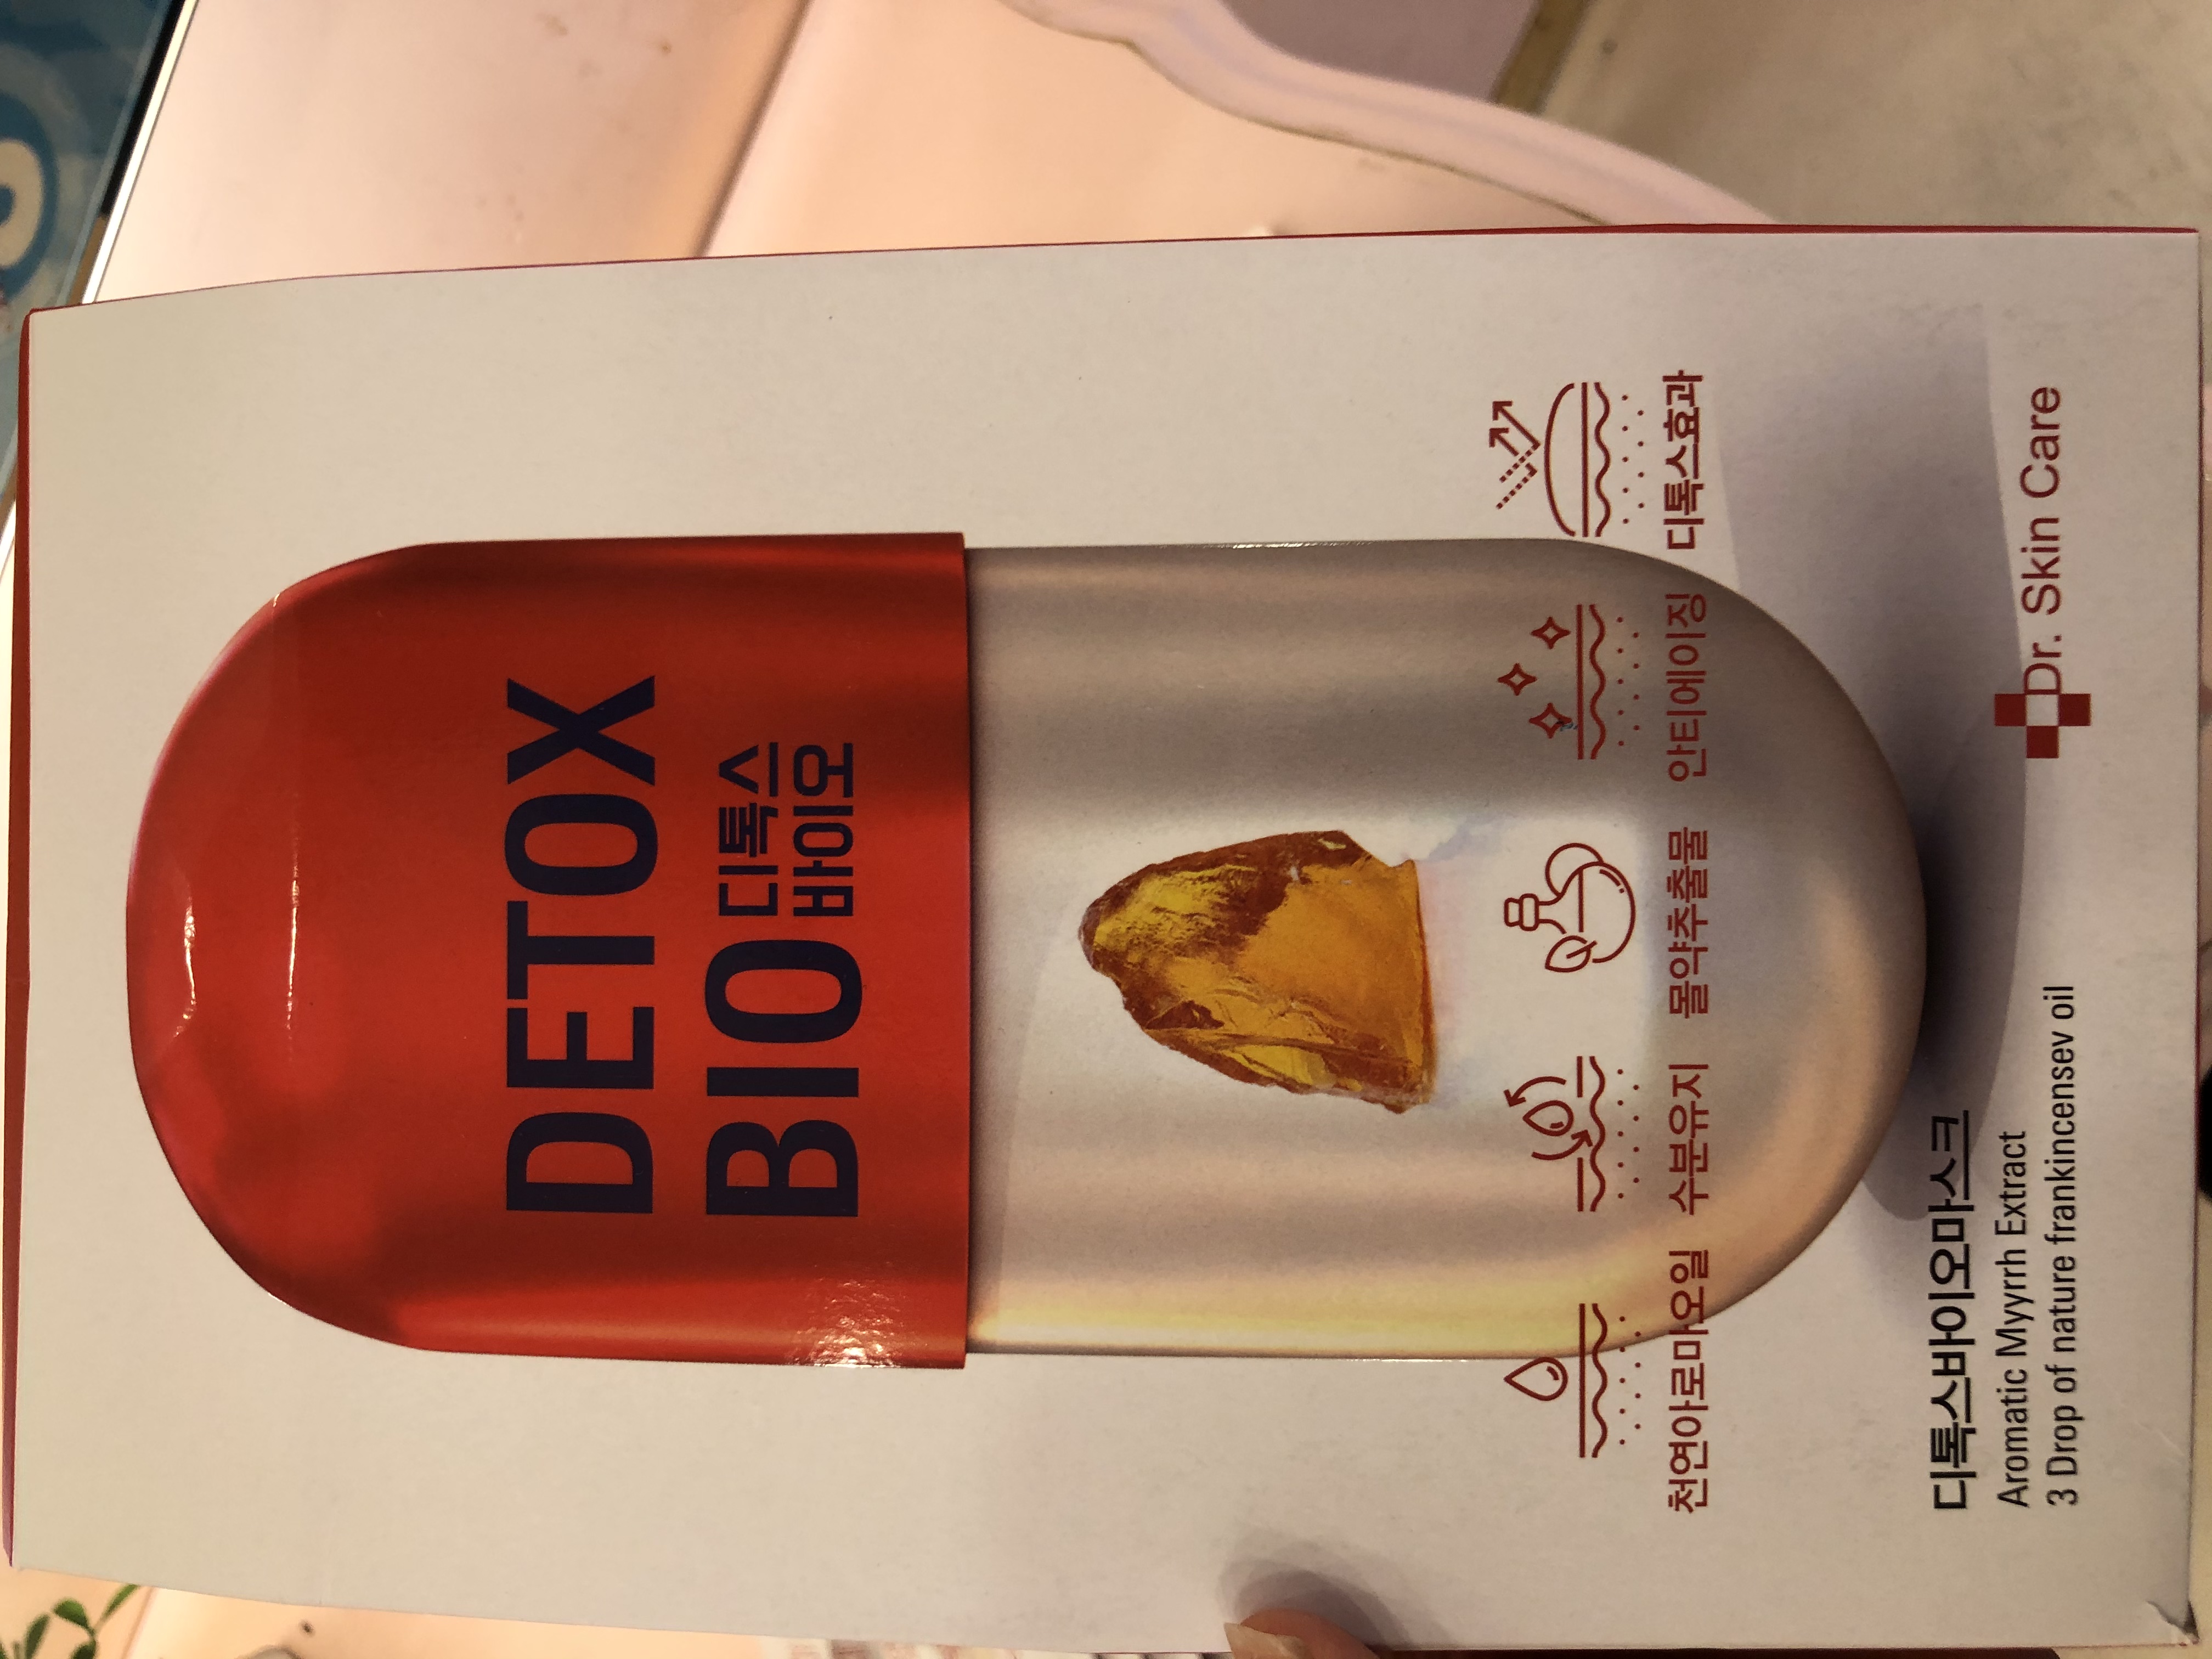 DETOX
BIO 디톡스
바이오
천연아로마오일 수분유지 몰약추출물 안티에이징 디톡스효과
디톡스바이오마스크
Aromatic Myyrrh Extract
3 Drop of nature frankincensev oil
Dr. Skin Care